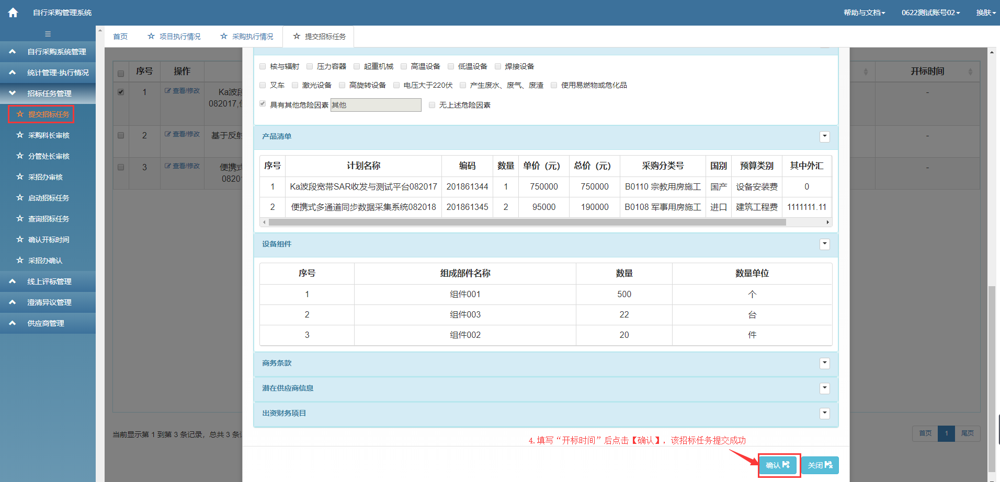 自行采购管理系统
帮助与文档
0622测试账号02
换肤
首页
项目执行情况
采购执行情况
提交招标任务
自行采购系统管理
统计管理-执行情况
招标任务管理
提交招标任务
采购科长审核
分管处长审核
采招办审核
启动招标任务
查询招标任务
确认开标时间
采招办确认
线上评标管理
澄清异议管理
供应商管理
序号 操作 开标时间
1 查看/修改 Ka波段
082017,便 -
2 查看/修改 基于反射 -
3 查看/修改 便携式
0820 -
当前显示第 1 到第 3 条记录，总共 3 条
首页 1 尾页
核与辐射 压力容器 起重机械 高温设备 低温设备 焊接设备
叉车 激光设备 高旋转设备 电压大于220伏 产生废水、废气、废渣 使用易燃物或危化品
具有其他危险因素 其他 无上述危险因素
产品清单
序号 计划名称 编码 数量 单价（元） 总价（元） 采购分类号 国别 预算类别 其中外汇
1 Ka波段宽带SAR收发与测试平台082017 201861344 1 750000 750000 B0110 宗教用房施工 国产 设备安装费 0
2 便携式多通道同步数据采集系统082018 201861345 2 95000 190000 B0108 军事用房施工 进口 建筑工程费 1111111.11
设备组件
序号 组成部件名称 数量 数量单位
1 组件001 500 个
2 组件003 22 台
3 组件002 20 件
商务条款
潜在供应商信息
出资财务项目
4.填写“开标时间”后点击【确认】，该招标任务提交成功
确认 关闭